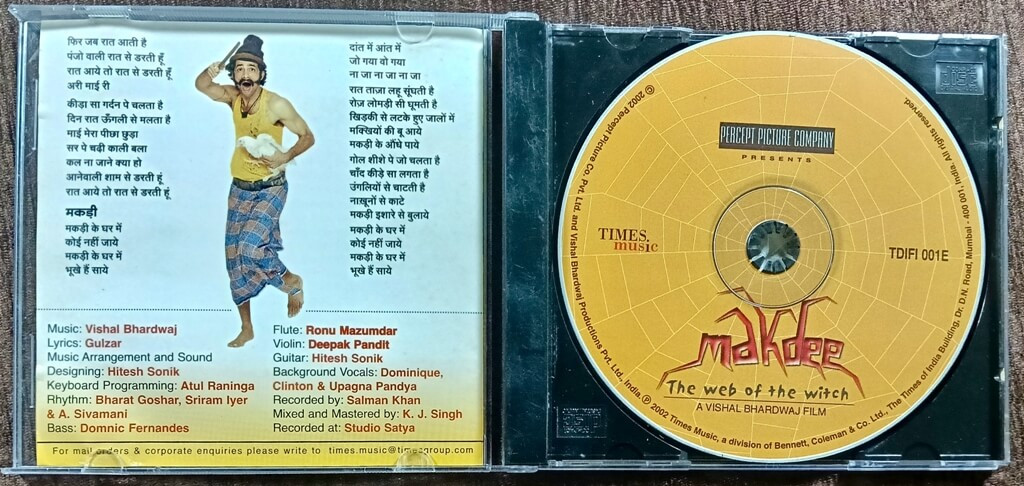 फिर जब रात आती है
पंजो वाली रात से डरती हूँ
रात आये तो रात से डरती हूँ
अरी माई री
कीड़ा सा गर्दन पे चलता है
दिन रात ऊँगली से मलता है
माई मेरा पीछा छुड़ा
सर पे चढ़ी काली बला
कल ना जाने क्या हो
आनेवाली शाम से डरती हूं
रात आये तो रात से डरती हूँ
मकड़ी
मकड़ी के घर में
कोई नहीं जाये
मकड़ी के घर में
भूखे हैं साये
दांत में आंत में
जो गया वो गया
ना जा ना जा ना जा
रात ताज़ा लहू सूंघती है
रोज़ लोमड़ी सी घूमती है
खिड़की से लटके हुए जालों में
मक्खियों की बू आये
मकड़ी के औंधे पाये
गोल शीशे पे जो चलता है
चाँद कीड़े सा लगता है
उंगलियों से चाटती है
नाख़ूनों से काटे
मकड़ी इशारे से बुलाये
मकड़ी के घर में
कोई नहीं जाये
मकड़ी के घर में
भूखे हैं साये
Music: Vishal Bhardwaj
Lyrics: Gulzar
Music Arrangement and Sound
Designing: Hitesh Sonik
Keyboard Programming: Atul Raninga
Rhythm: Bharat Goshar, Sriram Iyer
& A. Sivamani
Bass: Domnic Fernandes
Flute: Ronu Mazumdar
Violin: Deepak Pandit
Guitar: Hitesh Sonik
Background Vocals: Dominique,
Clinton & Upagna Pandya
Recorded by: Salman Khan
Mixed and Mastered by: K. J. Singh
Recorded at: Studio Satya
For mail orders & corporate enquiries please write to times.music@timesgroup.com
PERCEPT PICTURE COMPANY
PRESENTS
TIMES
music
TDIFI 001E
makdee
The web of the witch
A VISHAL BHARDWAJ FILM
© 2002 Percept Picture Co. Pvt. Ltd. and Vishal Bhardwaj Productions Pvt. Ltd., India. ℗ 2002 Times Music, a division of Bennett, Coleman & Co. Ltd., The Times of India Building, Dr. D.N. Road, Mumbai - 400 001, India. All rights reserved.